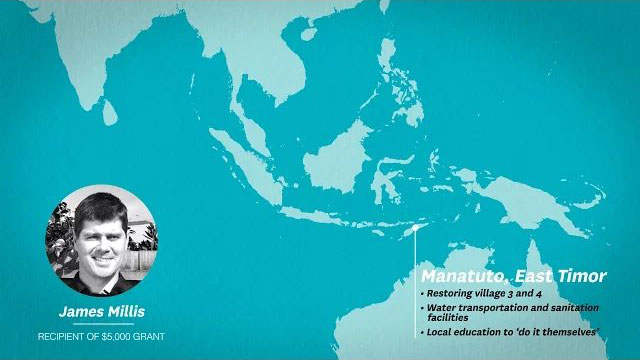 James Millis
RECIPIENT OF $5,000 GRANT
Manatuto, East Timor
• Restoring village 3 and 4
• Water transportation and sanitation
facilities
• Local education to 'do it themselves'